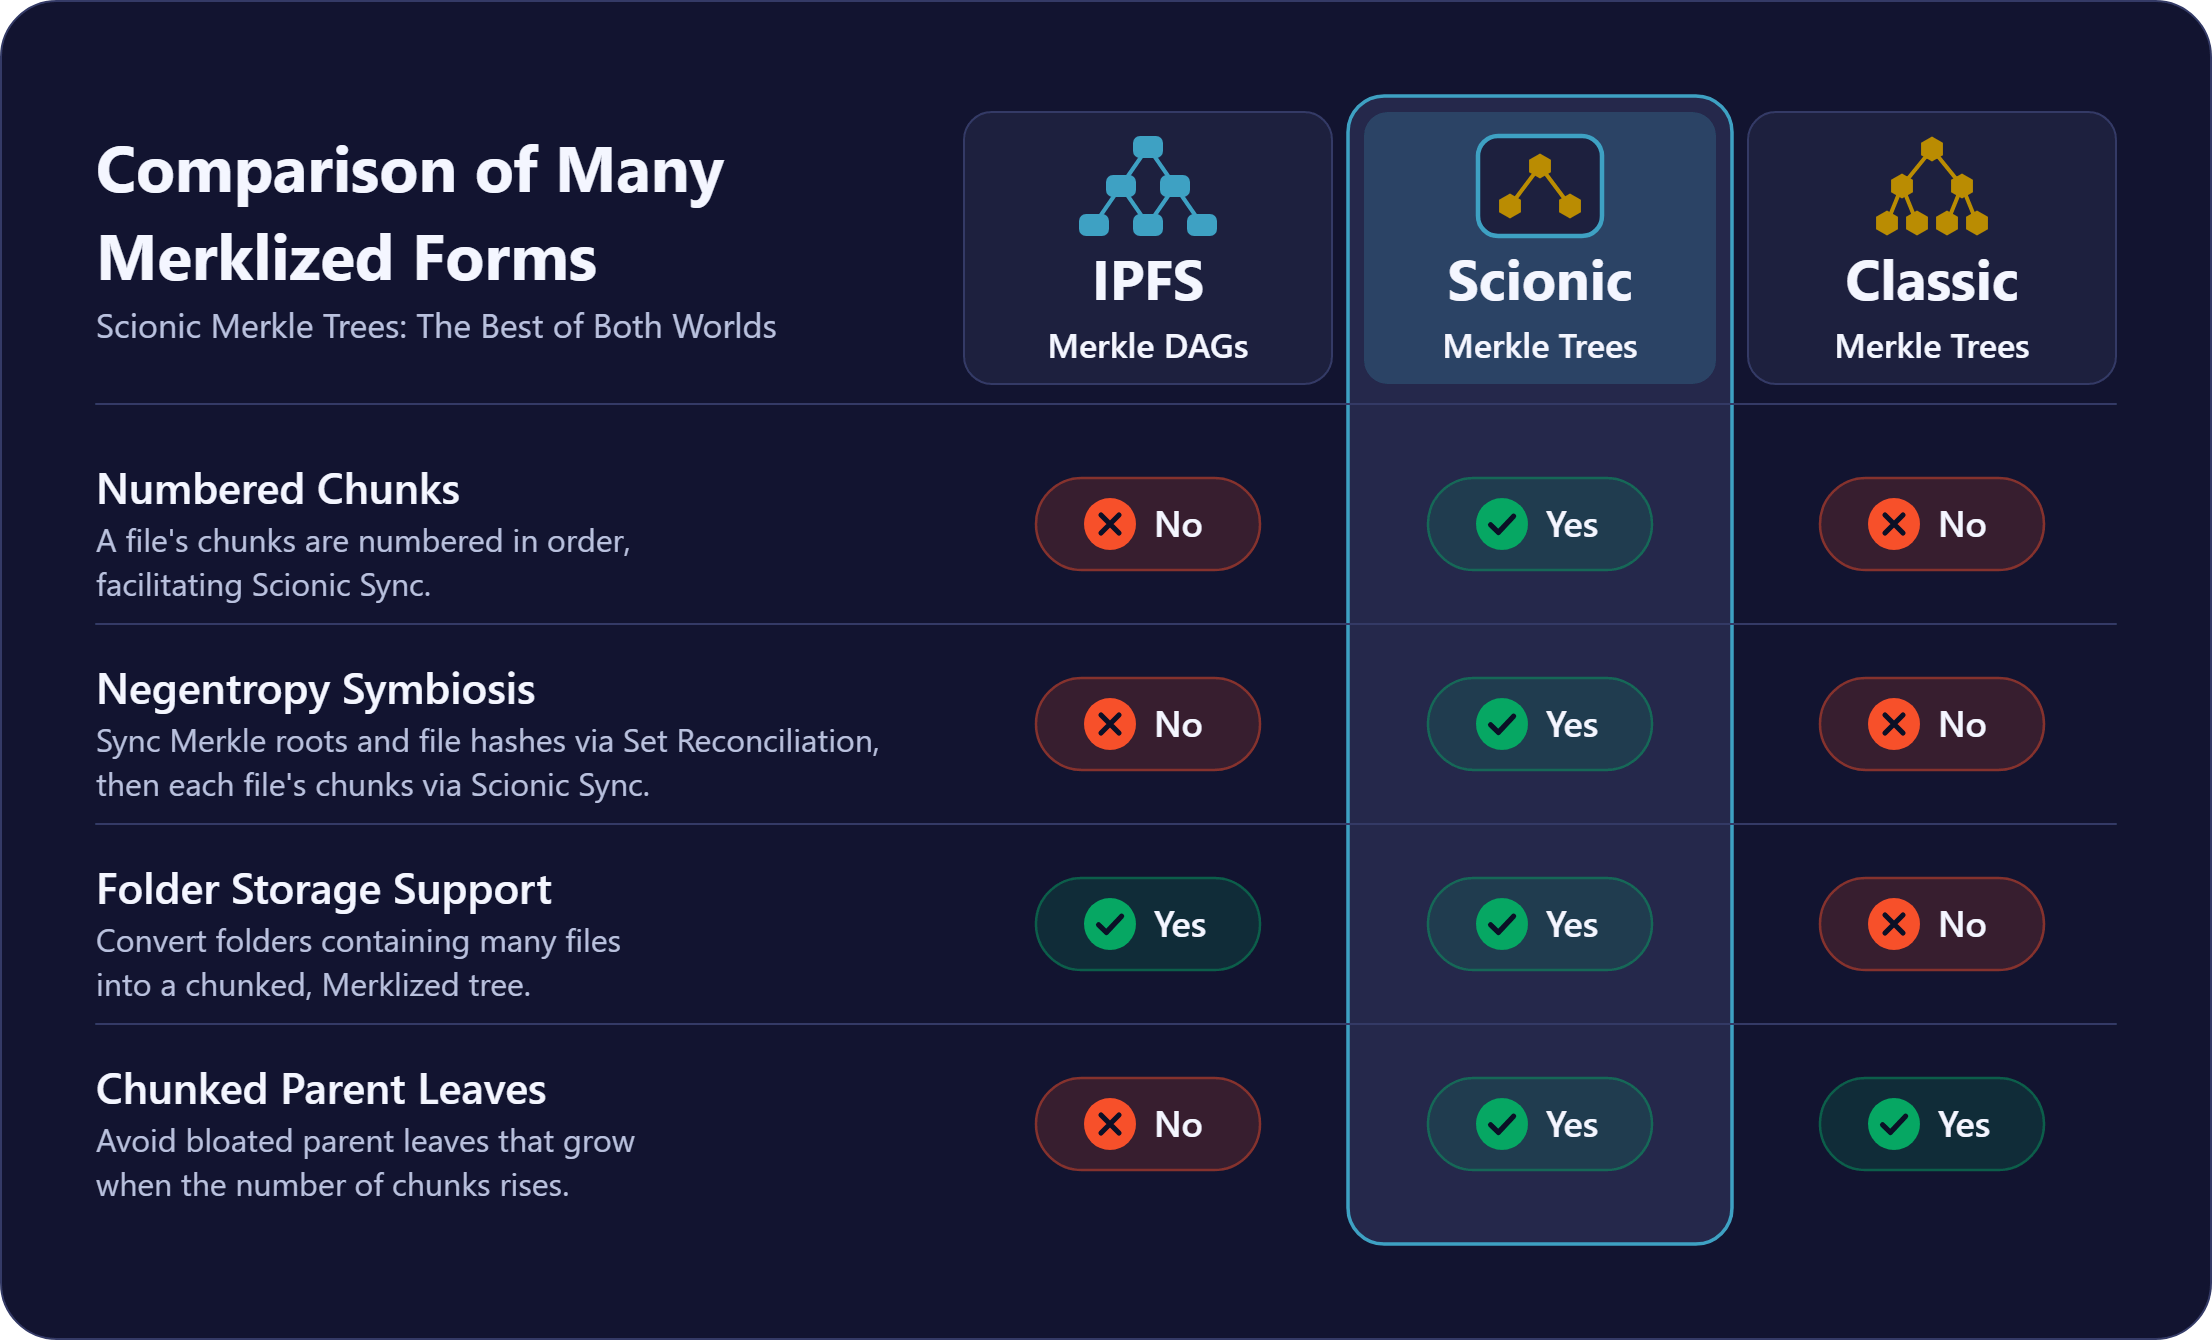 Comparison of Many
Merklized Forms
Scionic Merkle Trees: The Best of Both Worlds
IPFS
Merkle DAGs
Scionic
Merkle Trees
Classic
Merkle Trees
Numbered Chunks
A file's chunks are numbered in order,
facilitating Scionic Sync.
No
Yes
No
Negentropy Symbiosis
Sync Merkle roots and file hashes via Set Reconciliation,
then each file's chunks via Scionic Sync.
No
Yes
No
Folder Storage Support
Convert folders containing many files
into a chunked, Merklized tree.
Yes
Yes
No
Chunked Parent Leaves
Avoid bloated parent leaves that grow
when the number of chunks rises.
No
Yes
Yes